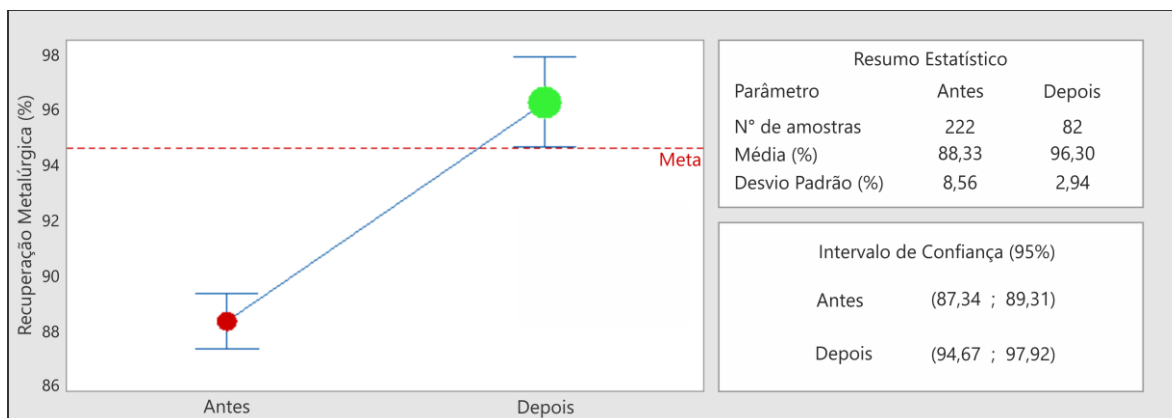 Recuperação Metalúrgica (%)
98
96
94
92
90
88
86
Meta
Antes Depois
Resumo Estatístico
Parâmetro Antes Depois
N° de amostras 222 82
Média (%) 88,33 96,30
Desvio Padrão (%) 8,56 2,94
Intervalo de Confiança (95%)
Antes (87,34 ; 89,31)
Depois (94,67 ; 97,92)